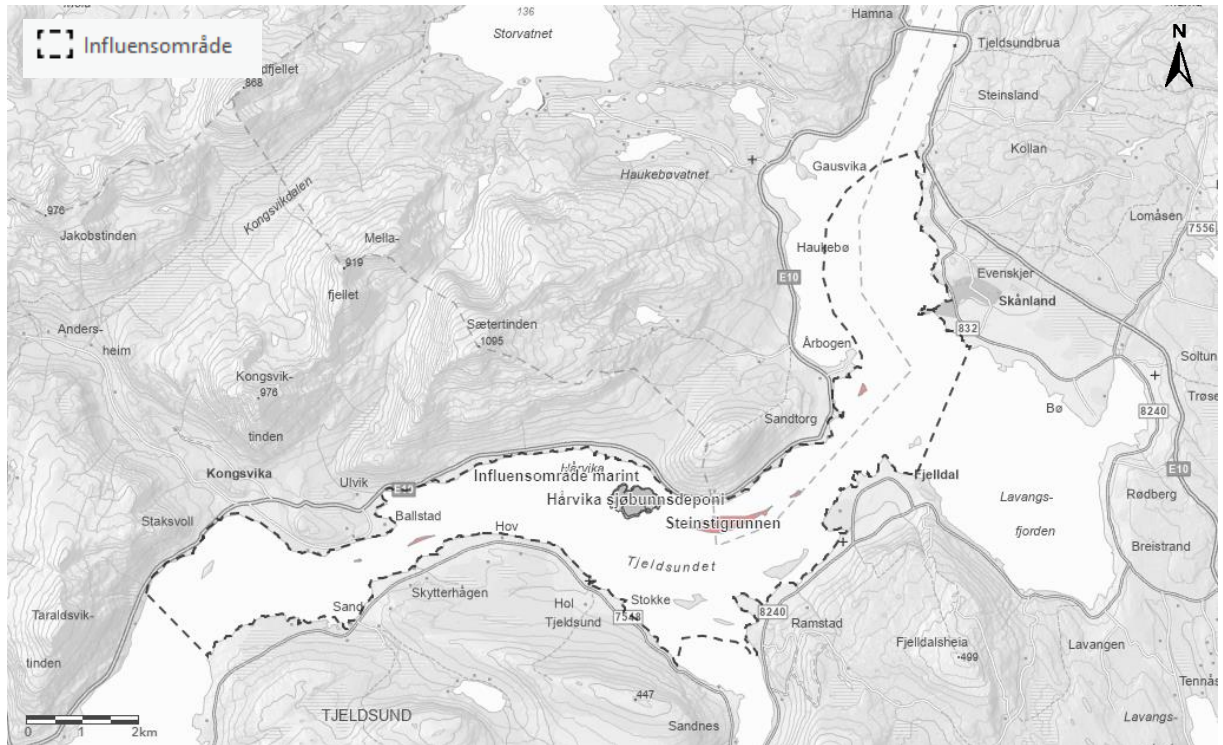 136
Storvatnet
Hamna
Influensområde
N
Tjeldsundbrua
868
Steinsland
Kollan
Gausvika
Haukebøvatnet
Kongsvikdalen
976
Lomåsen
Jakobstinden
7556
Mella-
Haukebø
919
fjellet
E10
Evenskjer
Skånland
Sætertinden
1095
832
Anders-
heim
Årbogen
Soltun
Kongsvik-
976
tinden
Bø
8240
Sandtorg
Kongsvika
Hårvika
Influensområde marint
Fjelldal
E10
Ulvik
E10
Hårvika sjøbunnsdeponi
Rødberg
Lavangs-
fjorden
Ballstad
Staksvoll
Hov
Steinstigrunnen
Breistrand
Tjeldsundet
Skytterhågen
Stokke
Hol
Tjeldsund
Sand
7548
8240
Ramstad
Taraldsvik-
tinden
Fjelldalsheia
499
Lavangen
447
Lavangs-
TJELDSUND
Sandnes
0 1 2km